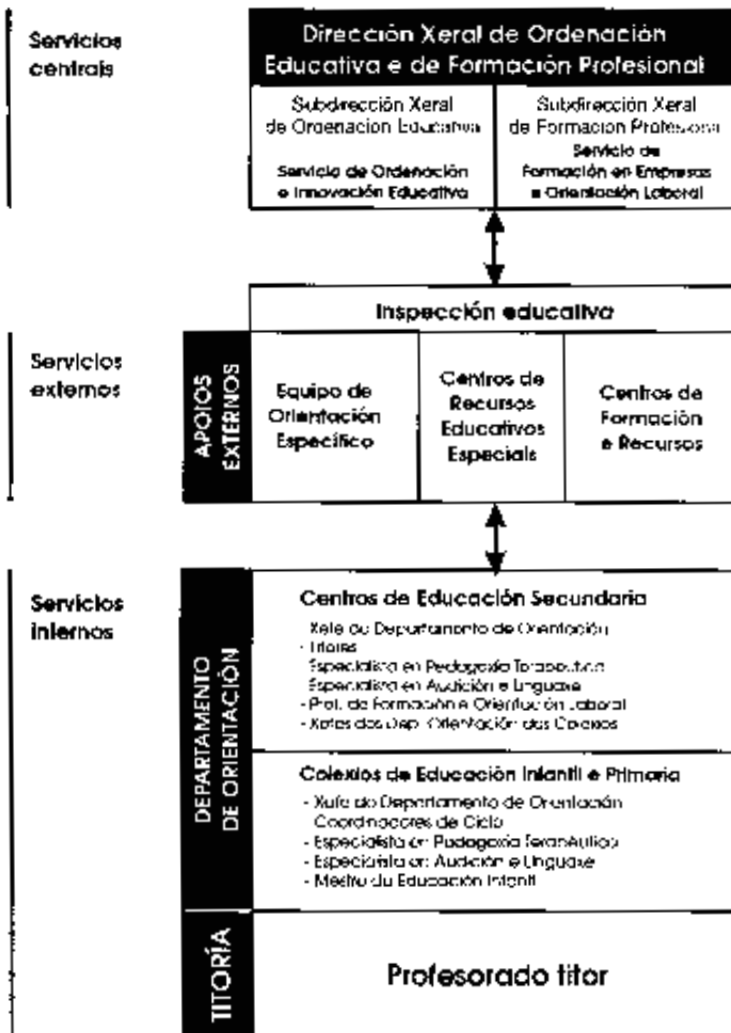 Servicios
centrais
Dirección Xeral de Ordenación
Educativa e de Formación Profesional
Subdirección Xeral
de Ordenación Educativa
Servicio de Ordenación
e Innovación Educativa
Subdirección Xeral
de Formación Profesional
Servicio de
Formación en Empresas
e Orientación Laboral
Inspección educativa
Servicios
externos
APOIOS
EXTERNOS
Equipo de
Orientación
Específico
Centros de
Recursos
Educativos
Especiais
Centros de
Formación
e Recursos
Servicios
internos
DEPARTAMENTO
DE ORIENTACIÓN
Centros de Educación Secundaria
Xefe do Departamento de Orientación
- Titores
Especialista en Pedagoxía Terapéutica
Especialista en Audición e Linguaxe
- Prof. de Formación e Orientación Laboral
- Xefes dos Dep. Orientación dos Colexios
Colexios de Educación Infantil e Primaria
- Xefe do Departamento de Orientación
Coordinadores de Ciclo
- Especialista en Pedagoxía Terapéutica
- Especialista en Audición e Linguaxe
- Mestre de Educación Infantil
TITORÍA
Profesorado titor